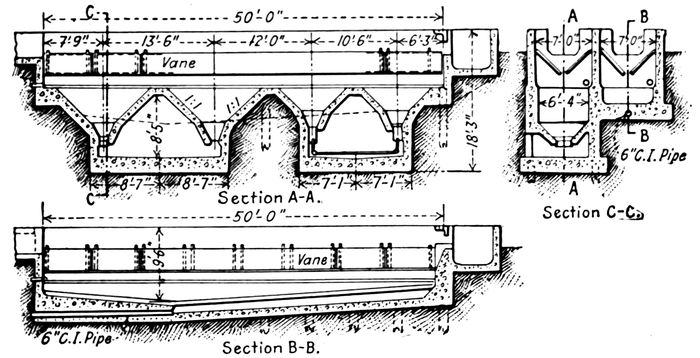 C
50'-0"
7'-9" 13'-6" 12'-0" 10'-6" 6'-3"
Vane
1:1 1:1
8'-5"
18'-3"
C 8'-7" 8'-7" 7'-1" 7'-1"
Section A-A.
A B
7'-0" 7'-0"
6'-4"
B
6" C.I. Pipe
A
Section C-C.
50'-0"
9'-6"
Vane
6" C.I. Pipe
Section B-B.